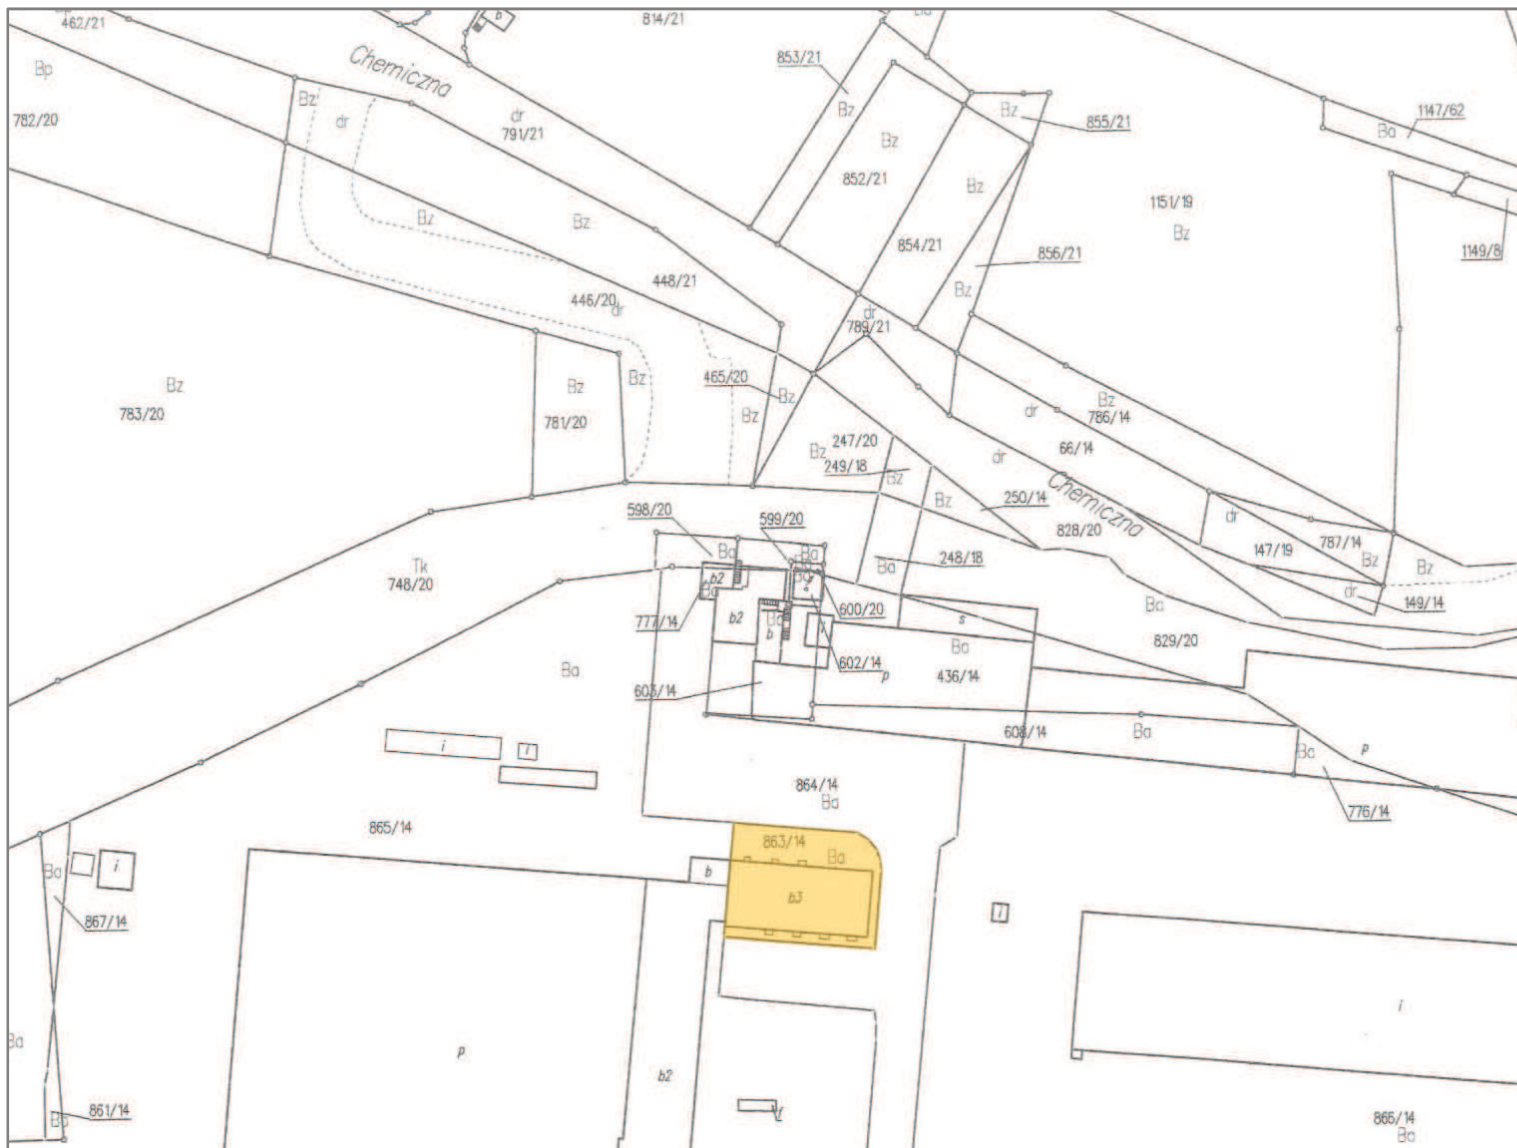 462/21
b
814/21
Ba
Chemiczna
853/21
Bp
Bz
dr
dr
791/21
Bz
Bz
Bz
855/21
1147/62
Ba
782/20
852/21
Bz
1151/19
Bz
Bz
Bz
854/21
856/21
1149/8
448/21
446/20
dr
Bz
dr
789/21
Bz
783/20
Bz
781/20
Bz
465/20
Bz
Bz
Bz
786/14
dr
66/14
247/20
Bz
249/18
Bz
dr
Chemiczna
Bz
250/14
828/20
598/20
599/20
dr
787/14
147/19
Bz
Bz
Tk
748/20
Ba
Ba
Ba
b2
Ba
Ba
248/18
dr
149/14
600/20
Ba
777/14
b2
Ba
b
i
s
829/20
Ba
602/14
p
436/14
603/14
Ba
608/14
Ba
Ba
p
i
i
864/14
Ba
776/14
865/14
863/14
Ba
b
b3
Ba
i
867/14
i
i
Ba
p
b2
f
861/14
Ba
865/14
Ba